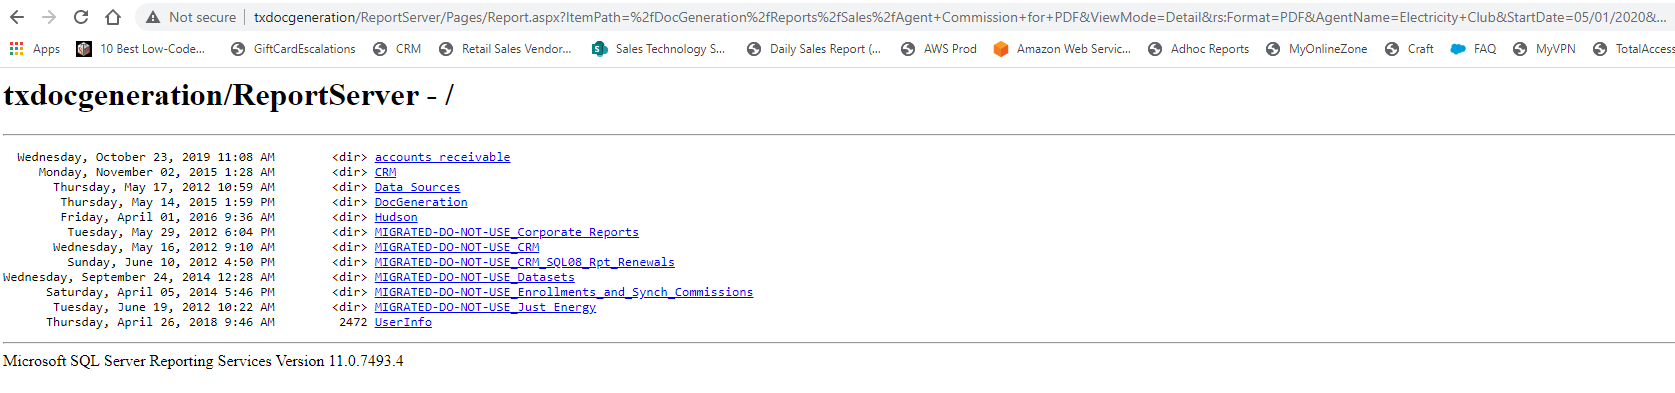 Not secure | txdocgeneration/ReportServer/Pages/Report.aspx?ItemPath=%2fDocGeneration%2fReports%2fSales%2fAgent+Commission+for+PDF&ViewMode=Detail&rs:Format=PDF&AgentName=Electricity+Club&StartDate=05/01/2020&...
Apps 10 Best Low-Code... GiftCardEscalations CRM Retail Sales Vendor... Sales Technology S... Daily Sales Report (... AWS Prod Amazon Web Servic... Adhoc Reports MyOnlineZone Craft FAQ MyVPN TotalAccess
txdocgeneration/ReportServer - /
Wednesday, October 23, 2019 11:08 AM <dir> accounts receivable
Monday, November 02, 2015 1:28 AM <dir> CRM
Thursday, May 17, 2012 10:59 AM <dir> Data Sources
Thursday, May 14, 2015 1:59 PM <dir> DocGeneration
Friday, April 01, 2016 9:36 AM <dir> Hudson
Tuesday, May 29, 2012 6:04 PM <dir> MIGRATED-DO-NOT-USE_Corporate Reports
Wednesday, May 16, 2012 9:10 AM <dir> MIGRATED-DO-NOT-USE_CRM
Sunday, June 10, 2012 4:50 PM <dir> MIGRATED-DO-NOT-USE_CRM_SQL08_Rpt_Renewals
Wednesday, September 24, 2014 12:28 AM <dir> MIGRATED-DO-NOT-USE_Datasets
Saturday, April 05, 2014 5:46 PM <dir> MIGRATED-DO-NOT-USE_Enrollments_and_Synch_Commissions
Tuesday, June 19, 2012 10:22 AM <dir> MIGRATED-DO-NOT-USE_Just Energy
Thursday, April 26, 2018 9:46 AM 2472 UserInfo
Microsoft SQL Server Reporting Services Version 11.0.7493.4